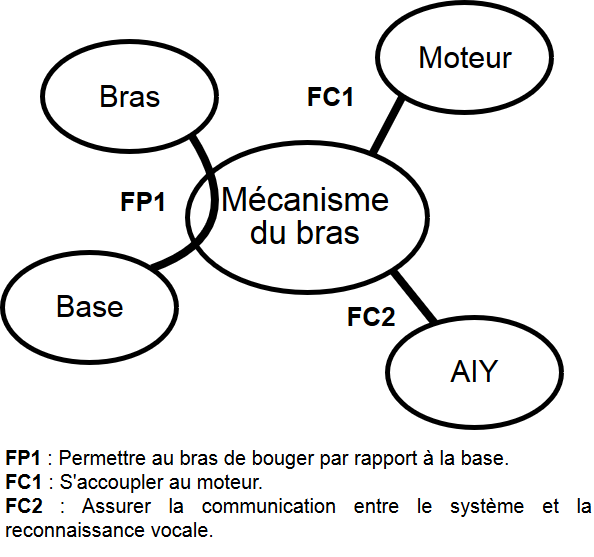 Moteur
Bras
FC1
FP1
Mécanisme
du bras
Base
FC2
AIY
FP1 : Permettre au bras de bouger par rapport à la base.
FC1 : S'accoupler au moteur.
FC2 : Assurer la communication entre le système et la
reconnaissance vocale.